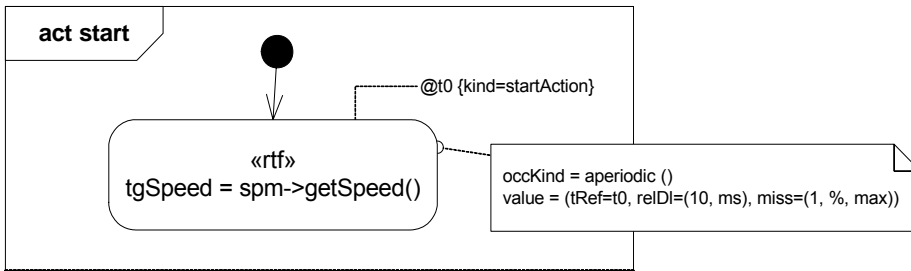 act start
@t0 {kind=startAction}
«rtf»
tgSpeed = spm->getSpeed()
occKind = aperiodic ()
value = (tRef=t0, relDl=(10, ms), miss=(1, %, max))